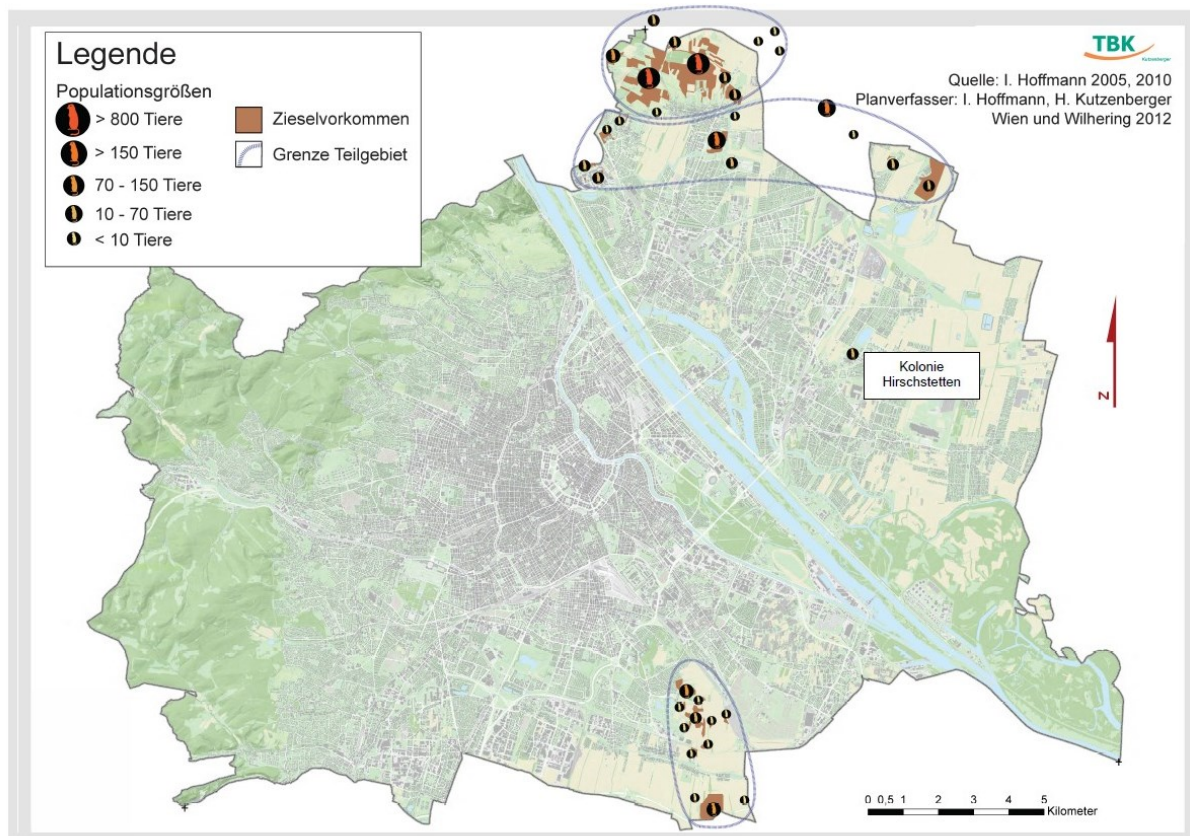 Legende
Populationsgrößen
> 800 Tiere
> 150 Tiere
70 - 150 Tiere
10 - 70 Tiere
< 10 Tiere
Zieselvorkommen
Grenze Teilgebiet
TBK
Kutzenberger
Quelle: I. Hoffmann 2005, 2010
Planverfasser: I. Hoffmann, H. Kutzenberger
Wien und Wilhering 2012
Kolonie
Hirschstetten
N
0 0,5 1 2 3 4 5
Kilometer